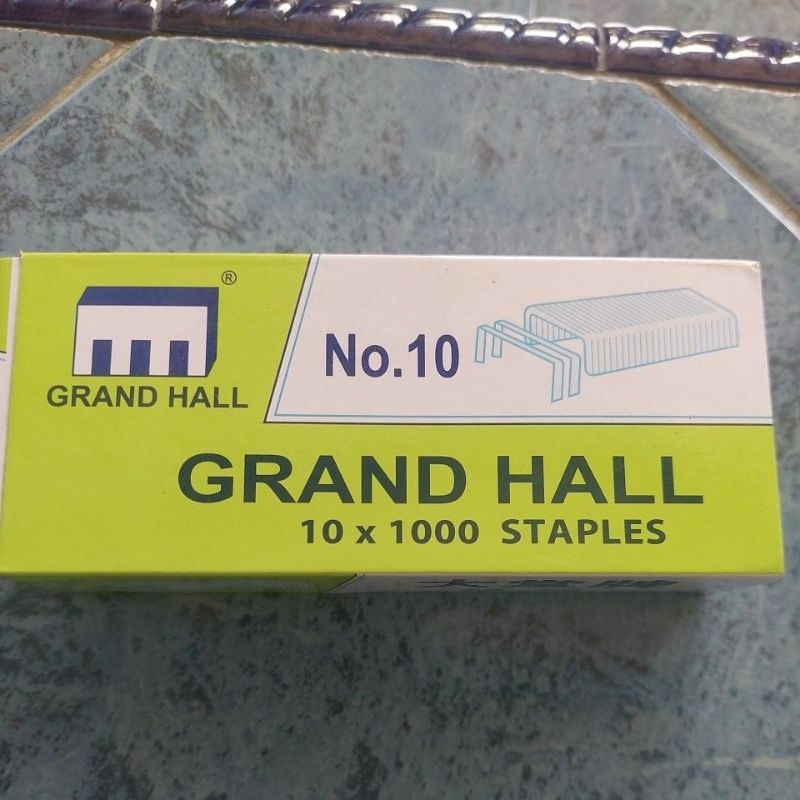 ®
GRAND HALL
No.10
GRAND HALL
10 x 1000 STAPLES